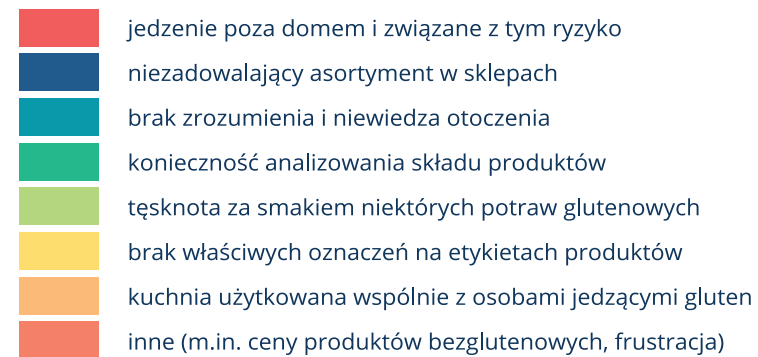 jedzenie poza domem i związane z tym ryzyko
niezadowalający asortyment w sklepach
brak zrozumienia i niewiedza otoczenia
konieczność analizowania składu produktów
tęsknota za smakiem niektórych potraw glutenowych
brak właściwych oznaczeń na etykietach produktów
kuchnia użytkowana wspólnie z osobami jedzącymi gluten
inne (m.in. ceny produktów bezglutenowych, frustracja)